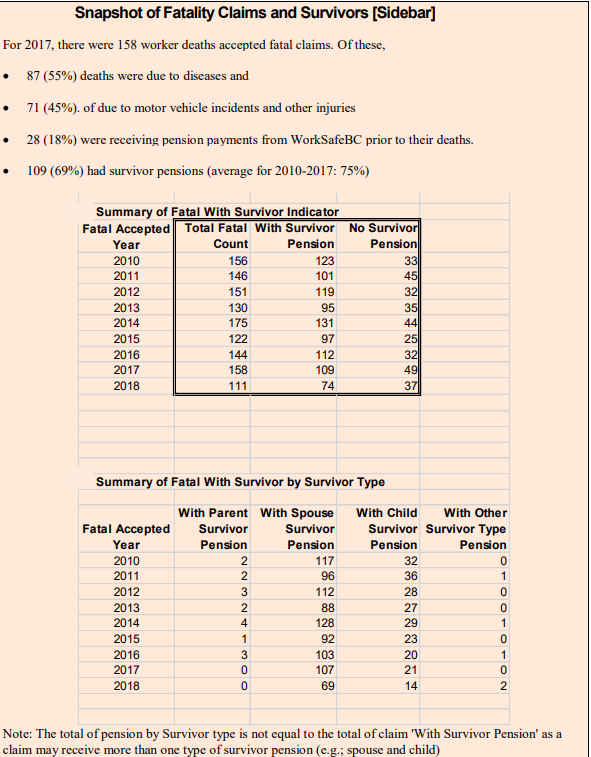 Snapshot of Fatality Claims and Survivors [Sidebar]
For 2017, there were 158 worker deaths accepted fatal claims. Of these,
• 87 (55%) deaths were due to diseases and
• 71 (45%). of due to motor vehicle incidents and other injuries
• 28 (18%) were receiving pension payments from WorkSafeBC prior to their deaths.
• 109 (69%) had survivor pensions (average for 2010-2017: 75%)
Summary of Fatal With Survivor Indicator
Fatal Accepted Total Fatal With Survivor No Survivor
Year Count Pension Pension
2010 156 123 33
2011 146 101 45
2012 151 119 32
2013 130 95 35
2014 175 131 44
2015 122 97 25
2016 144 112 32
2017 158 109 49
2018 111 74 37
Summary of Fatal With Survivor by Survivor Type
With Parent With Spouse With Child With Other
Fatal Accepted Survivor Survivor Survivor Survivor Type
Year Pension Pension Pension Pension
2010 2 117 32 0
2011 2 96 36 1
2012 3 112 28 0
2013 2 88 27 0
2014 4 128 29 1
2015 1 92 23 0
2016 3 103 20 1
2017 0 107 21 0
2018 0 69 14 2
Note: The total of pension by Survivor type is not equal to the total of claim 'With Survivor Pension' as a
claim may receive more than one type of survivor pension (e.g.; spouse and child)